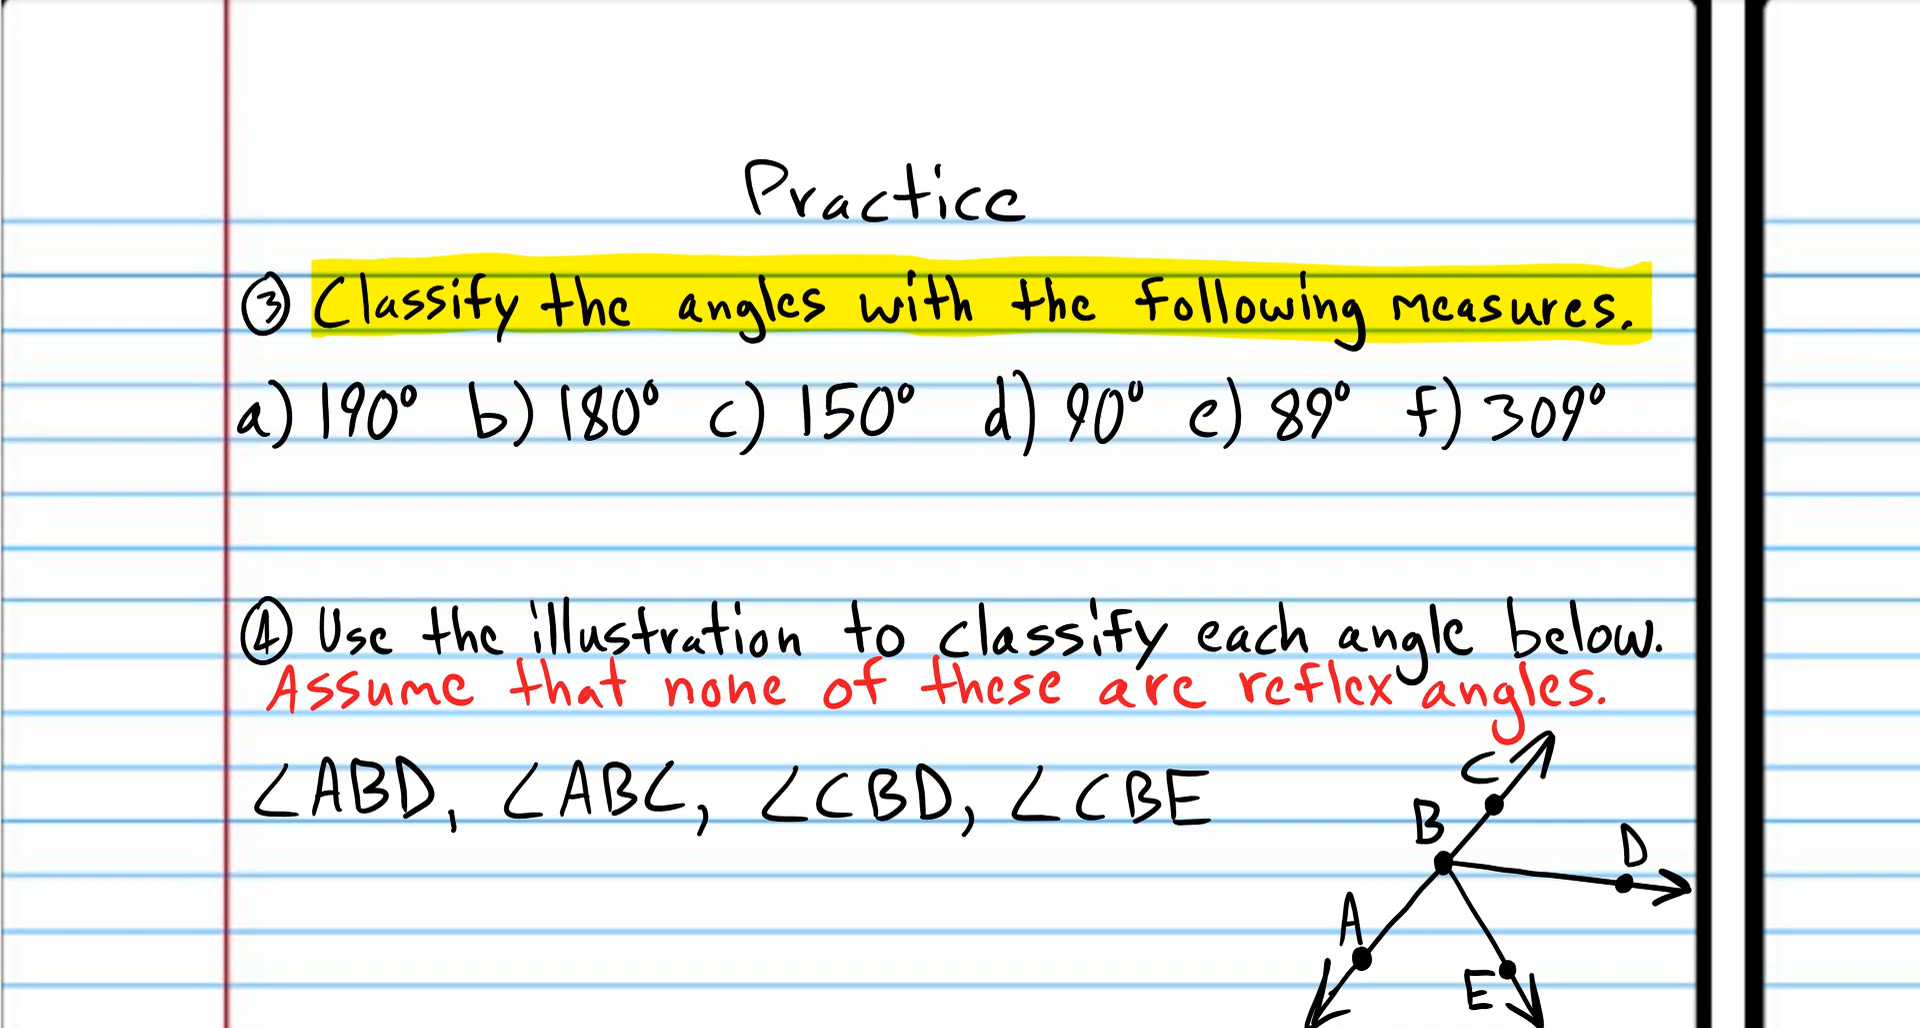 Practice
③ Classify the angles with the following measures.
a) 190° b) 180° c) 150° d) 90° e) 89° f) 309°
④ Use the illustration to classify each angle below.
Assume that none of these are reflex angles.
∠ABD, ∠ABC, ∠CBD, ∠CBE
C
B
D
A
E